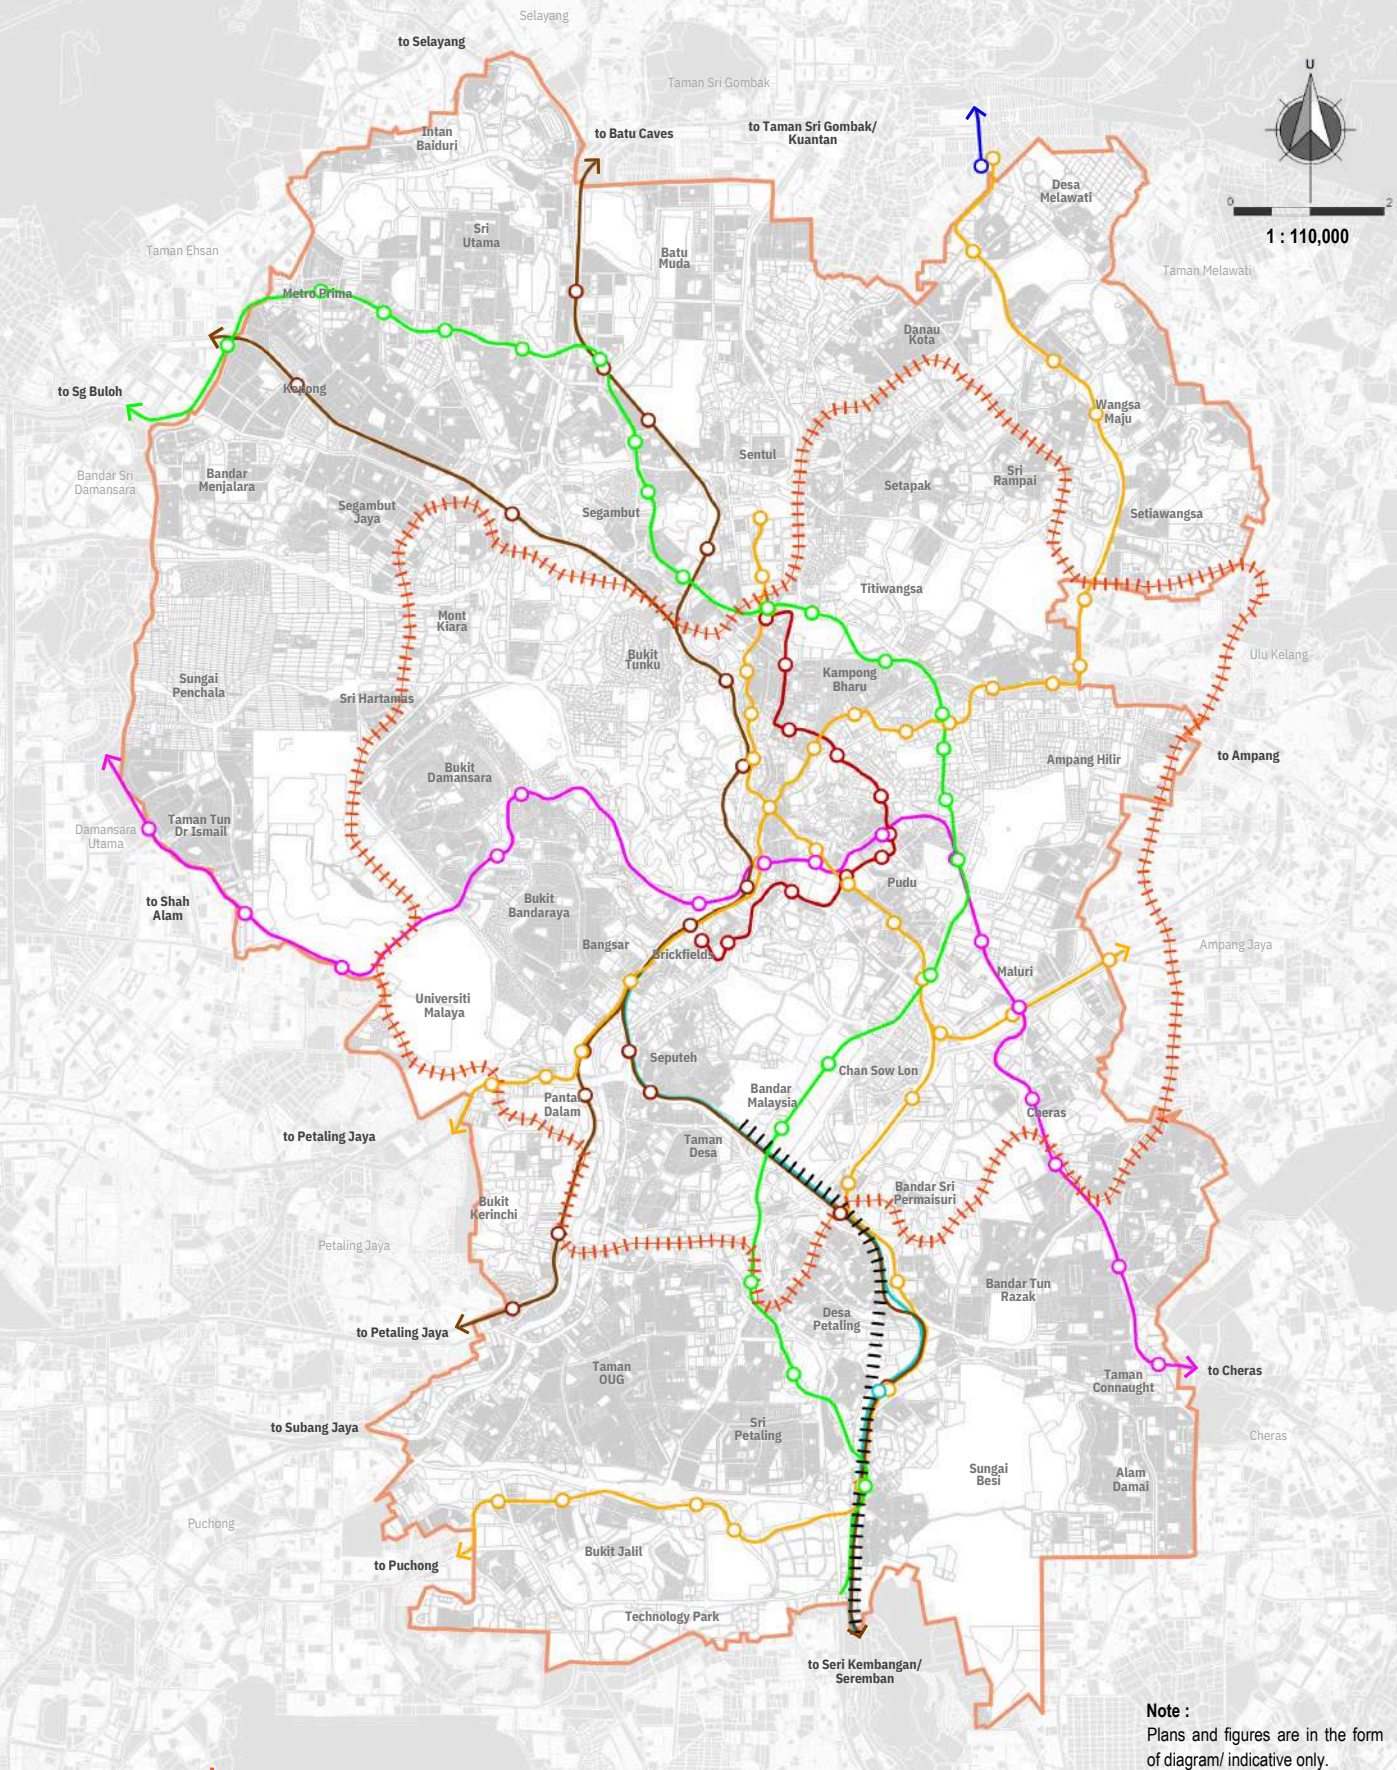 Selayang
to Selayang
U
Taman Sri Gombak
to Batu Caves
to Taman Sri Gombak/
Kuantan
Intan
Baiduri
Desa
Melawati
0
2
1 : 110,000
Sri
Utama
Taman Ehsan
Batu
Muda
Taman Melawati
Metro Prima
Danau
Kota
to Sg Buloh
Kepong
Wangsa
Maju
Sentul
Bandar Sri
Damansara
Bandar
Menjalara
Sri
Rampai
Setapak
Segambut
Jaya
Segambut
Setiawangsa
Titiwangsa
Mont
Kiara
Bukit
Tunku
Ulu Kelang
Sungai
Penchala
Kampong
Bharu
Sri Hartamas
to Ampang
Ampang Hilir
Bukit
Damansara
Damansara
Utama
Taman Tun
Dr Ismail
Pudu
to Shah
Alam
Bukit
Bandaraya
Bangsar
Brickfields
Ampang Jaya
Maluri
Universiti
Malaya
Seputeh
Chan Sow Lon
Bandar
Malaysia
Pantai
Dalam
Cheras
to Petaling Jaya
Taman
Desa
Bandar Sri
Permaisuri
Bukit
Kerinchi
Petaling Jaya
Bandar Tun
Razak
Desa
Petaling
to Petaling Jaya
Taman
OUG
to Cheras
Taman
Connaught
to Subang Jaya
Sri
Petaling
Cheras
Sungai
Besi
Alam
Damai
Puchong
Bukit Jalil
to Puchong
Technology Park
to Seri Kembangan/
Seremban
Note :
Plans and figures are in the form
of diagram/ indicative only.